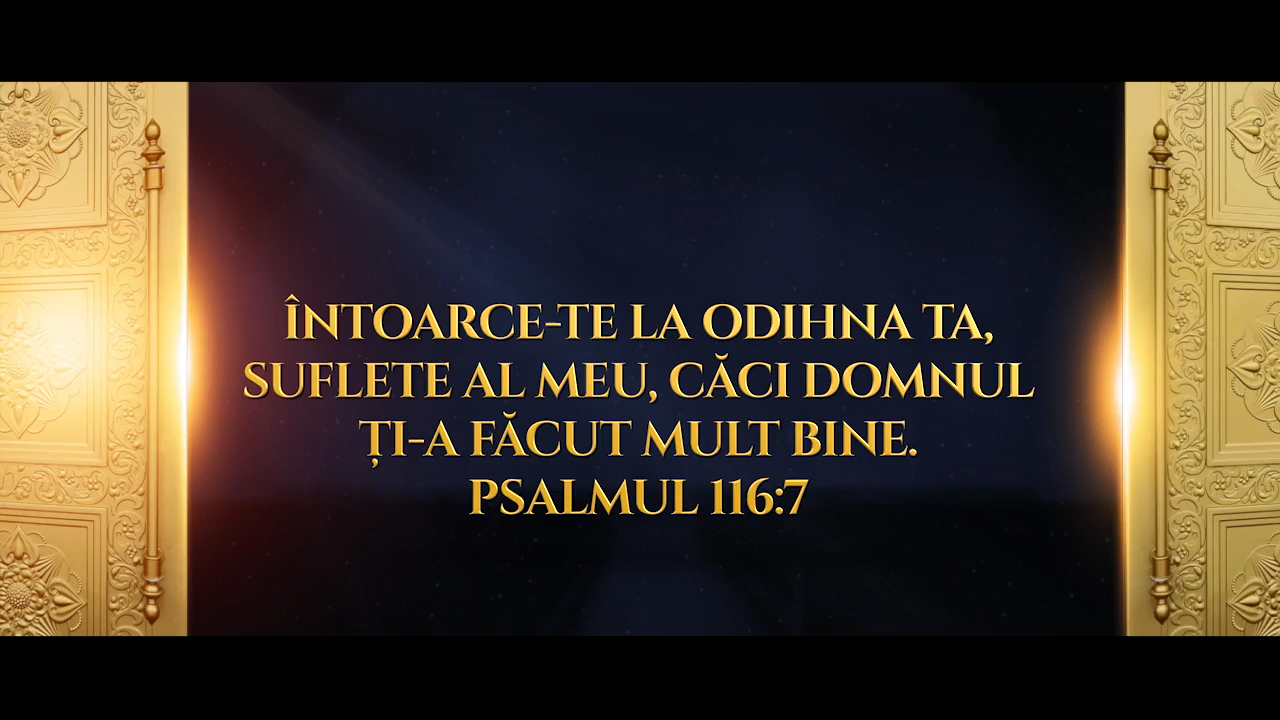 ÎNTOARCE-TE LA ODIHNA TA,
SUFLETE AL MEU, CĂCI DOMNUL
ȚI-A FĂCUT MULT BINE.
PSALMUL 116:7